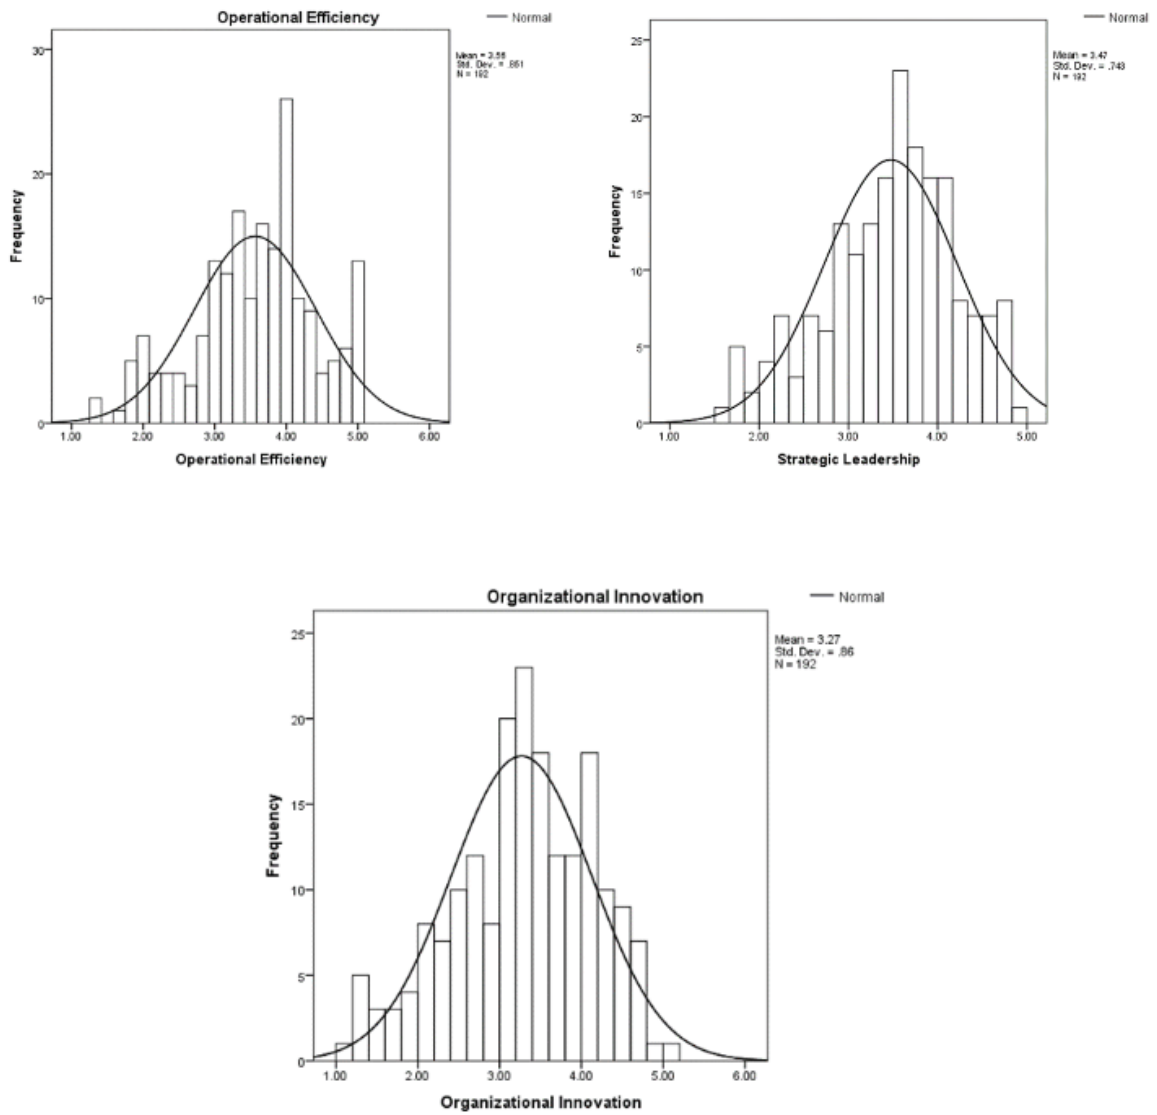 Operational Efficiency
Normal
Mean = 3.56
Std. Dev. = .851
N = 192
30
20
10
0
Frequency
1.00 2.00 3.00 4.00 5.00 6.00
Operational Efficiency
Normal
Mean = 3.47
Std. Dev. = .743
N = 192
25
20
15
10
5
0
Frequency
1.00 2.00 3.00 4.00 5.00
Strategic Leadership
Organizational Innovation
Normal
Mean = 3.27
Std. Dev. = .86
N = 192
25
20
15
10
5
0
Frequency
1.00 2.00 3.00 4.00 5.00 6.00
Organizational Innovation